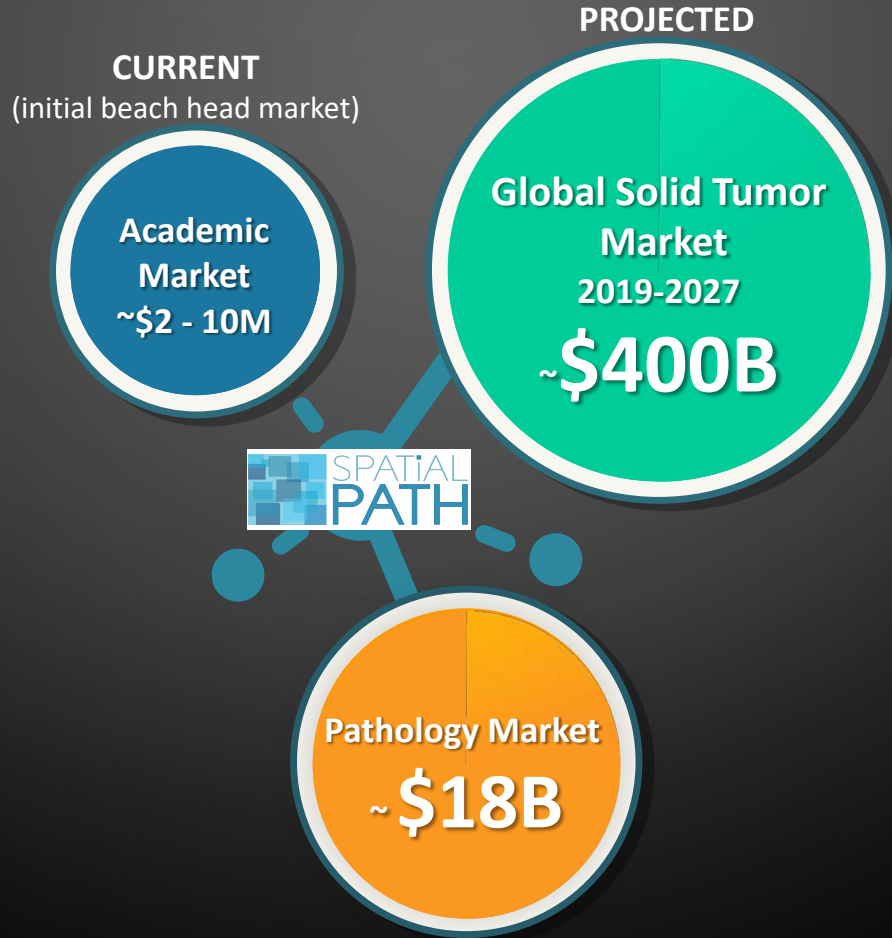 CURRENT
(initial beach head market)
Academic
Market
~$2 - 10M
PROJECTED
Global Solid Tumor
Market
2019-2027
~$400B
SPATiAL
PATH
Pathology Market
~ $18B